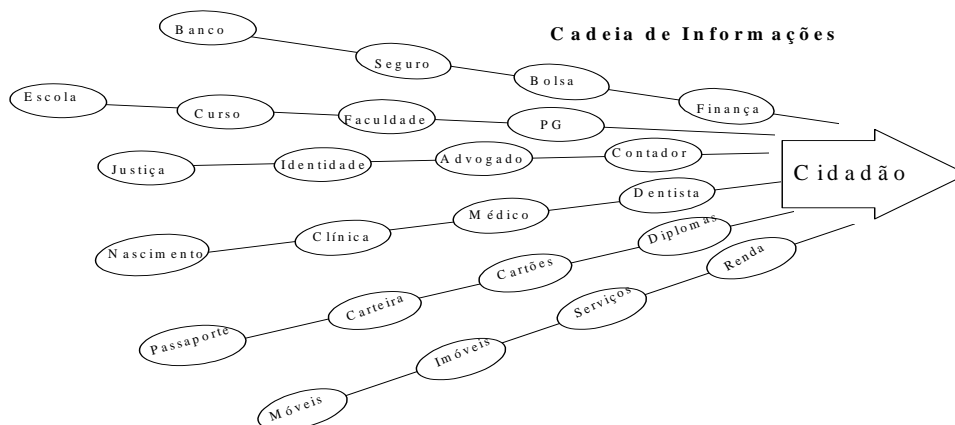 Cadeia de Informações
Banco
Seguro
Bolsa
Finança
Escola
Curso
Faculdade
PG
Justiça
Identidade
Advogado
Contador
Nascimento
Clínica
Médico
Dentista
Passaporte
Carteira
Cartões
Diplomas
Móveis
Imóveis
Serviços
Renda
Cidadão